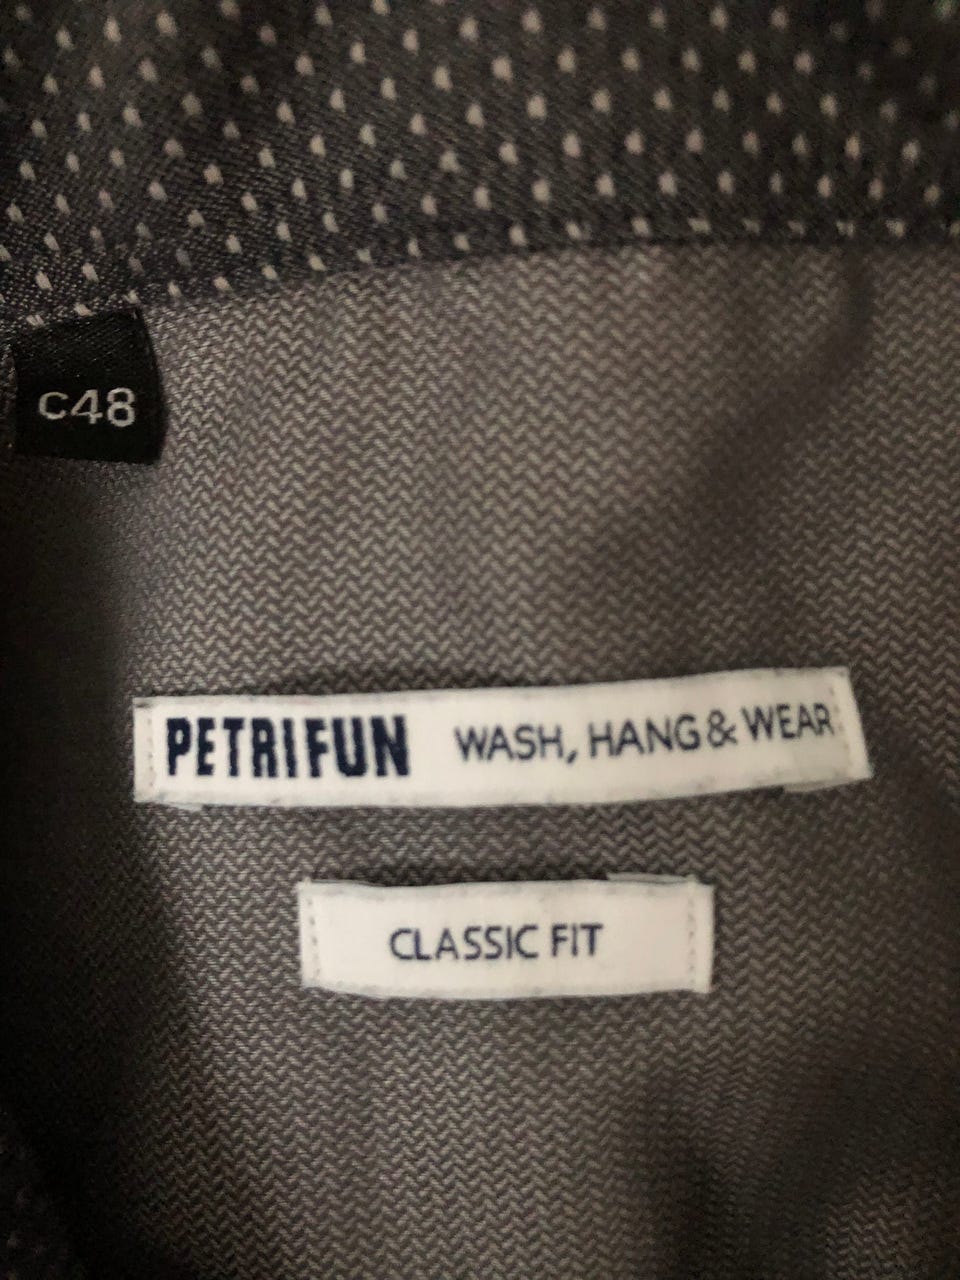 C48
PETRIFUN WASH, HANG & WEAR
CLASSIC FIT